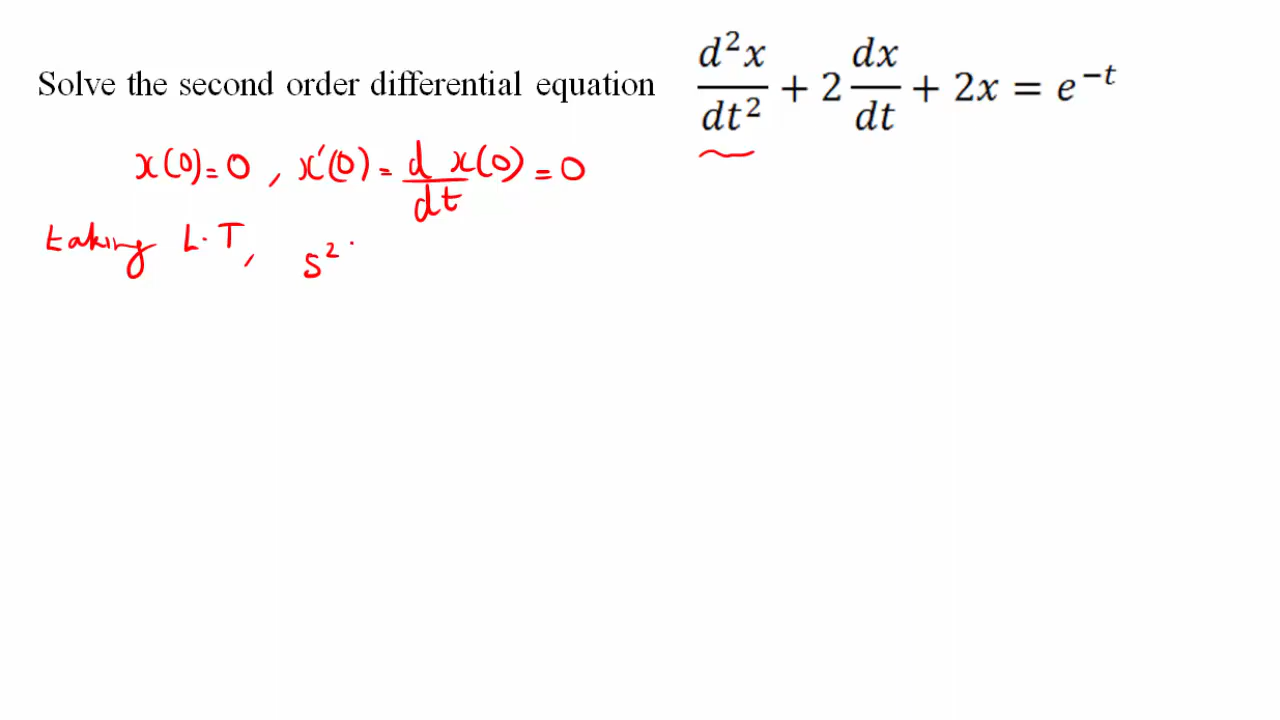 Solve the second order differential equation d²x/dt² + 2 dx/dt + 2x = e^−t
x(0) = 0 , x'(0) = d/dt x(0) = 0
taking L.T, s²